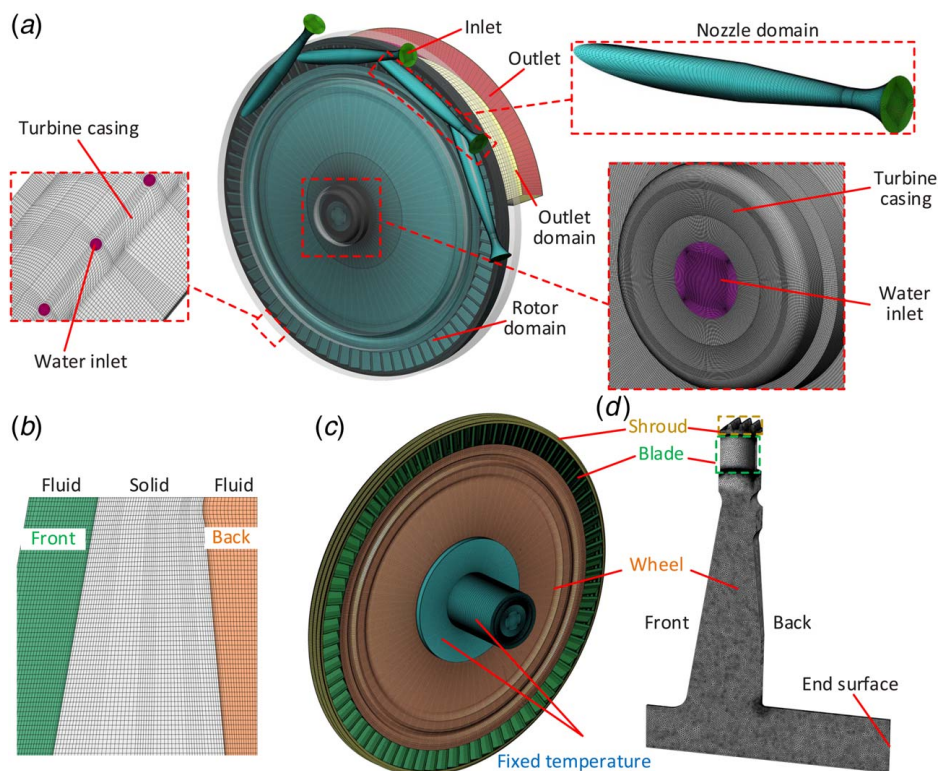 (a)
Inlet
Nozzle domain
Outlet
Turbine casing
Turbine
casing
Outlet
domain
Water
inlet
Rotor
domain
Water inlet
(b)
(c)
(d)
Shroud
Blade
Fluid Solid Fluid
Front Back
Wheel
Front Back
End surface
Fixed temperature